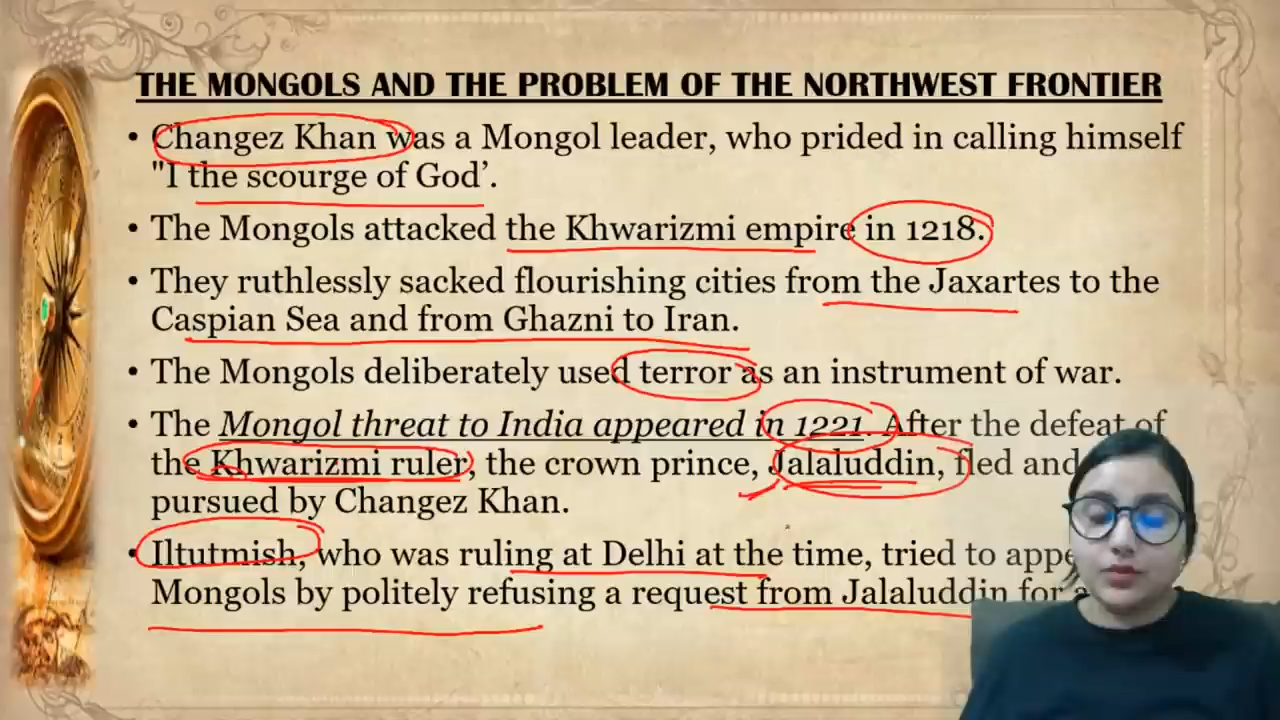 THE MONGOLS AND THE PROBLEM OF THE NORTHWEST FRONTIER
• Changez Khan was a Mongol leader, who prided in calling himself
"I the scourge of God’.
• The Mongols attacked the Khwarizmi empire in 1218.
• They ruthlessly sacked flourishing cities from the Jaxartes to the
Caspian Sea and from Ghazni to Iran.
• The Mongols deliberately used terror as an instrument of war.
• The Mongol threat to India appeared in 1221. After the defeat of
the Khwarizmi ruler, the crown prince, Jalaluddin, fled and
pursued by Changez Khan.
• Iltutmish, who was ruling at Delhi at the time, tried to
Mongols by politely refusing a request from Jalaluddin for